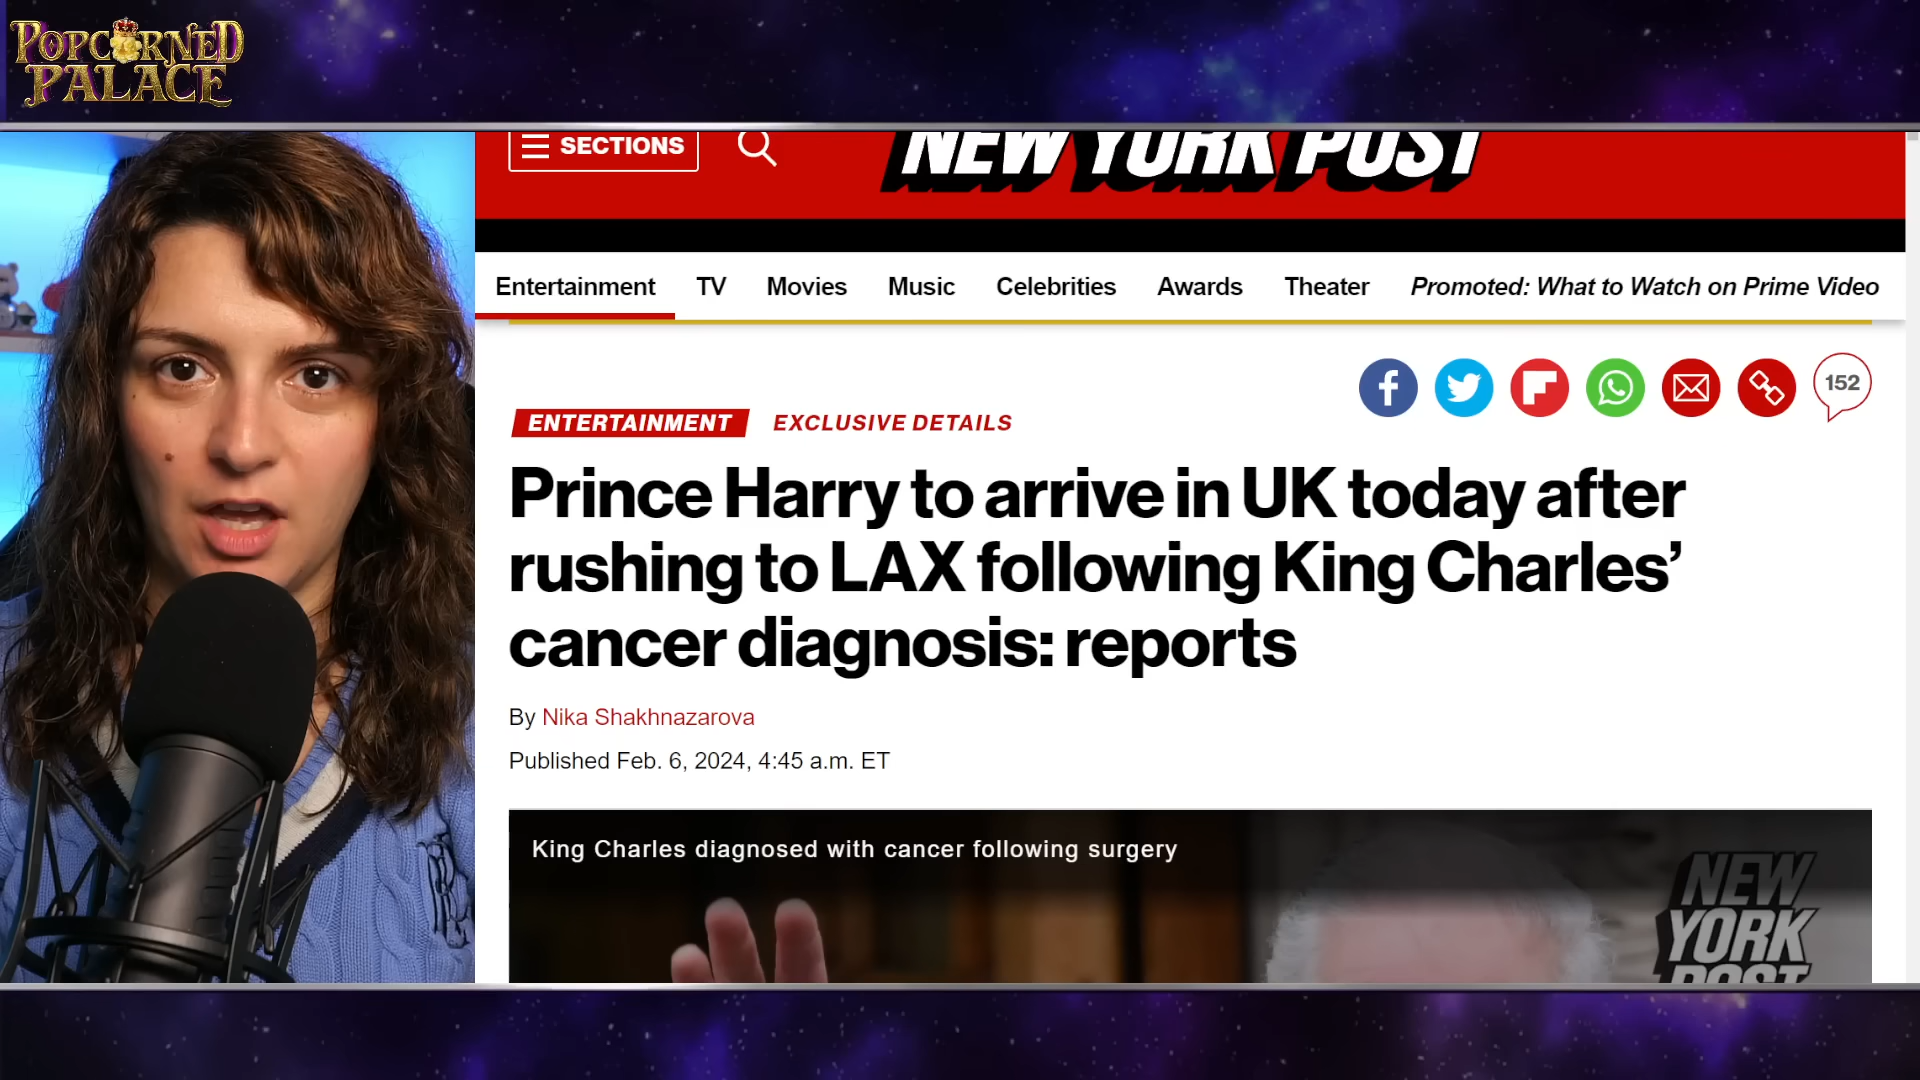 POPCORNED
PALACE
SECTIONS
NEW YORK POST
Entertainment TV Movies Music Celebrities Awards Theater Promoted: What to Watch on Prime Video
152
ENTERTAINMENT EXCLUSIVE DETAILS
Prince Harry to arrive in UK today after
rushing to LAX following King Charles’
cancer diagnosis: reports
By Nika Shakhnazarova
Published Feb. 6, 2024, 4:45 a.m. ET
King Charles diagnosed with cancer following surgery
NEW
YORK
POST